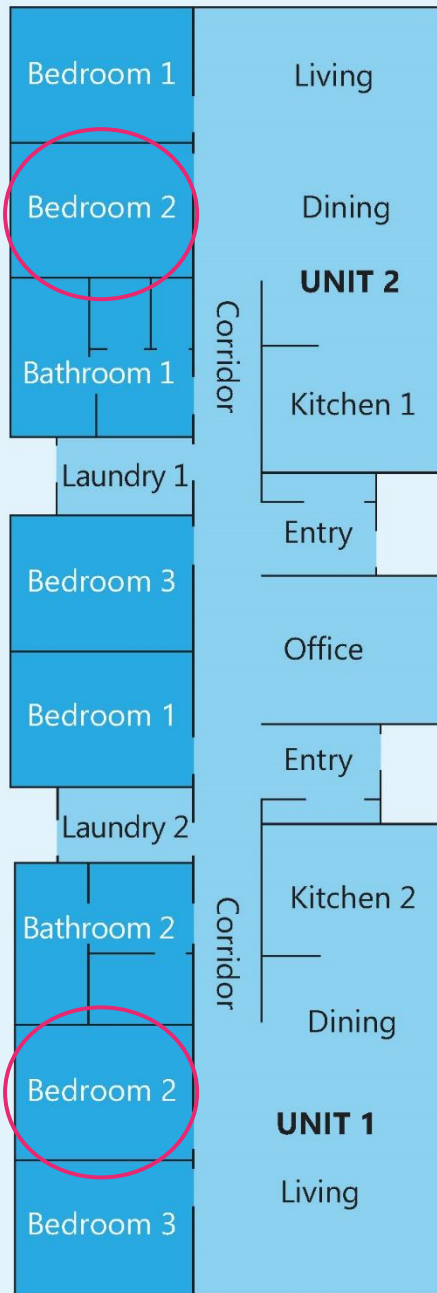 Bedroom 1
Living
Bedroom 2
Dining
UNIT 2
Corridor
Bathroom 1
Kitchen 1
Laundry 1
Entry
Bedroom 3
Office
Bedroom 1
Entry
Laundry 2
Kitchen 2
Bathroom 2
Corridor
Dining
Bedroom 2
UNIT 1
Living
Bedroom 3